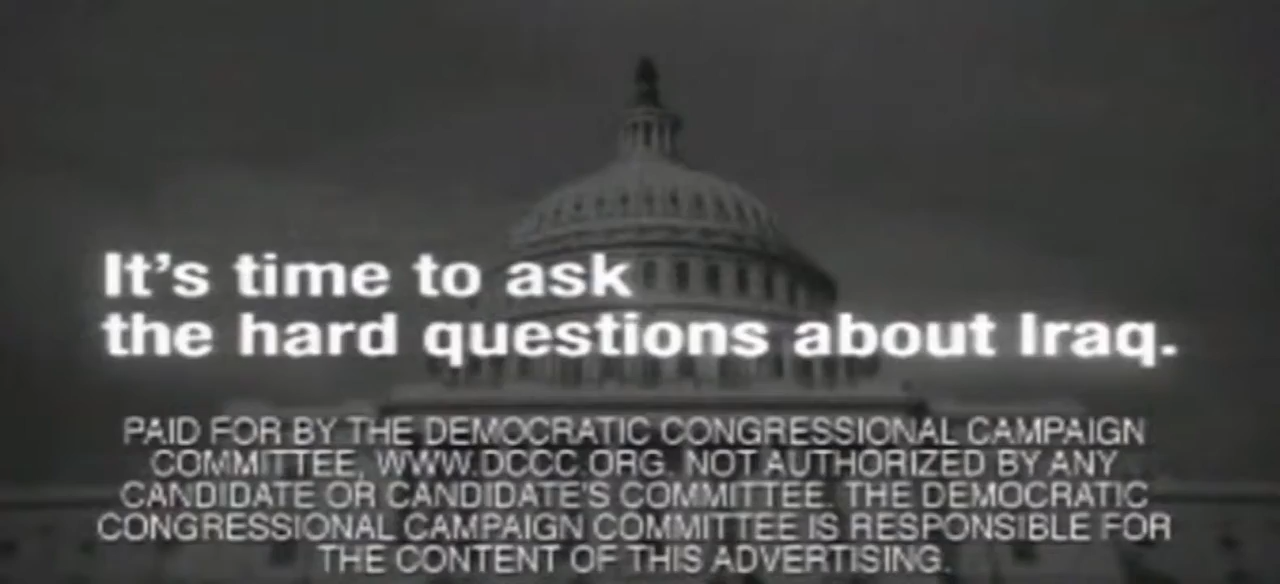 It's time to ask
the hard questions about Iraq.
PAID FOR BY THE DEMOCRATIC CONGRESSIONAL CAMPAIGN
COMMITTEE, WWW.DCCC.ORG. NOT AUTHORIZED BY ANY
CANDIDATE OR CANDIDATE'S COMMITTEE. THE DEMOCRATIC
CONGRESSIONAL CAMPAIGN COMMITTEE IS RESPONSIBLE FOR
THE CONTENT OF THIS ADVERTISING.